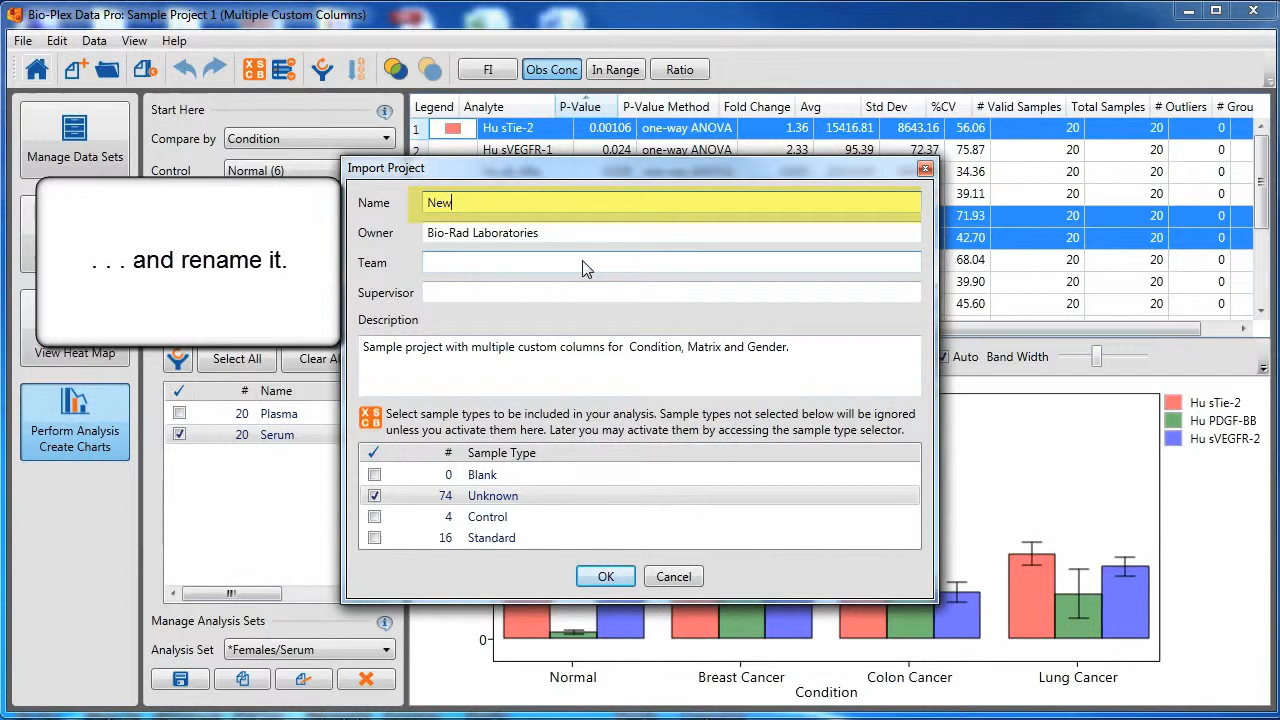 Bio-Plex Data Pro: Sample Project 1 (Multiple Custom Columns)
File Edit Data View Help
X S C B
FI Obs Conc In Range Ratio
Manage Data Sets
View Heat Map
Perform Analysis
Create Charts
Start Here
Compare by Condition
Control Normal (6)
. . . and rename it.
Select All Clear Al
# Name
20 Plasma
20 Serum
Manage Analysis Sets
Analysis Set *Females/Serum
Legend Analyte P-Value P-Value Method Fold Change Avg Std Dev %CV # Valid Samples Total Samples # Outliers # Grou
1 Hu sTie-2 0.00106 one-way ANOVA 1.36 15416.81 8643.16 56.06 20 20 0
2 Hu sVEGFR-1 0.024 one-way ANOVA 2.33 95.39 72.37 75.87 20 20 0
34.36 20 20 0
39.11 20 20 0
71.93 20 20 0
42.70 20 20 0
68.04 20 20 0
39.90 20 20 0
45.60 20 20 0
Auto Band Width
Import Project
Name New
Owner Bio-Rad Laboratories
Team
Supervisor
Description
Sample project with multiple custom columns for Condition, Matrix and Gender.
X S C B
Select sample types to be included in your analysis. Sample types not selected below will be ignored
unless you activate them here. Later you may activate them by accessing the sample type selector.
# Sample Type
0 Blank
74 Unknown
4 Control
16 Standard
OK Cancel
Hu sTie-2
Hu PDGF-BB
Hu sVEGFR-2
0
Normal Breast Cancer Colon Cancer Lung Cancer
Condition